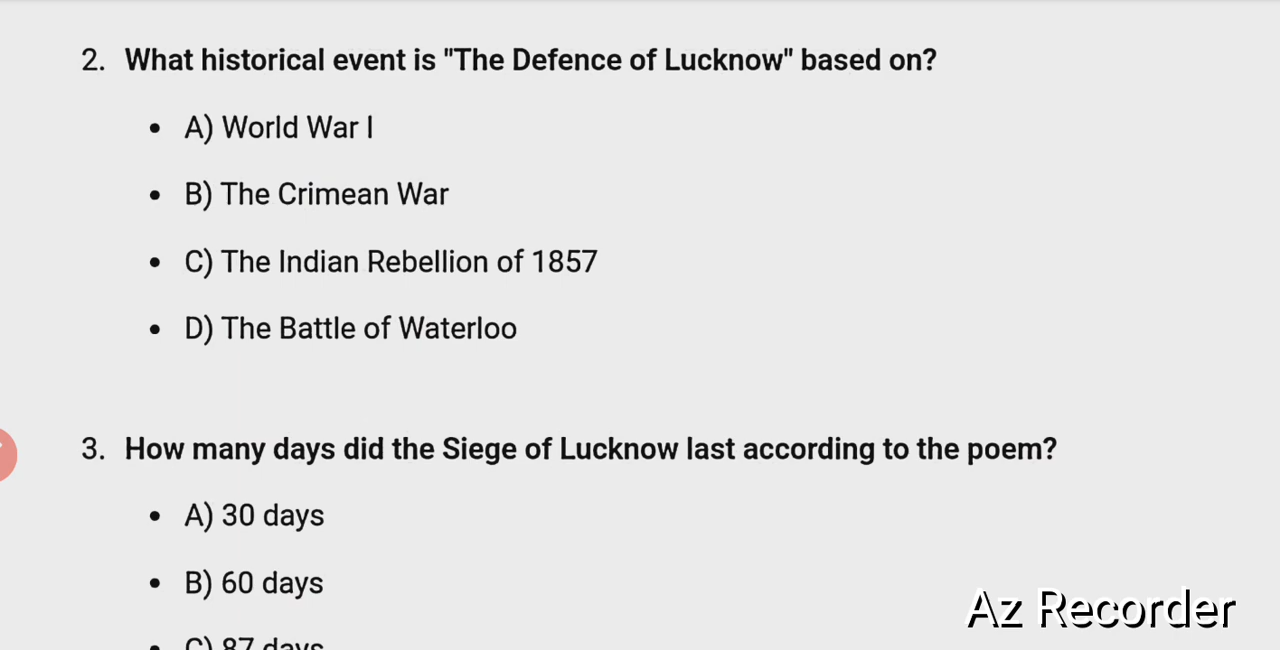 2. What historical event is "The Defence of Lucknow" based on?
• A) World War I
• B) The Crimean War
• C) The Indian Rebellion of 1857
• D) The Battle of Waterloo
3. How many days did the Siege of Lucknow last according to the poem?
• A) 30 days
• B) 60 days
• C) 87 days
Az Recorder